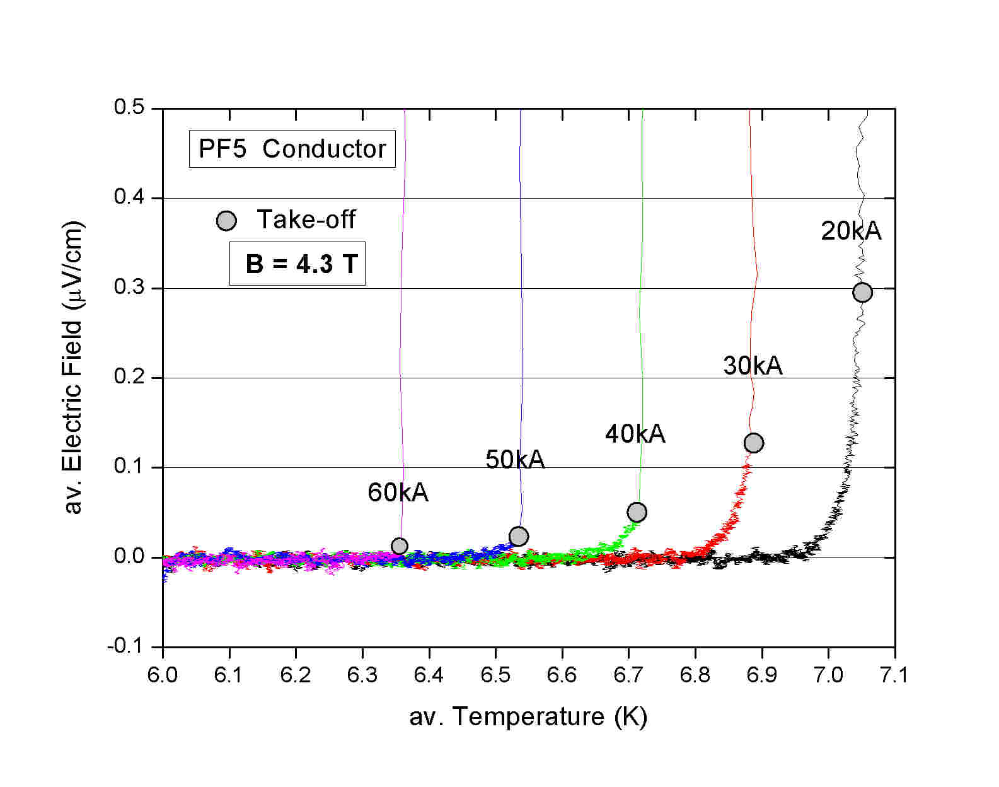 0.5
PF5 Conductor
0.4
Take-off
20kA
B = 4.3 T
av. Electric Field (μV/cm)
0.3
30kA
0.2
40kA
50kA
0.1
60kA
0.0
-0.1
6.0 6.1 6.2 6.3 6.4 6.5 6.6 6.7 6.8 6.9 7.0 7.1
av. Temperature (K)